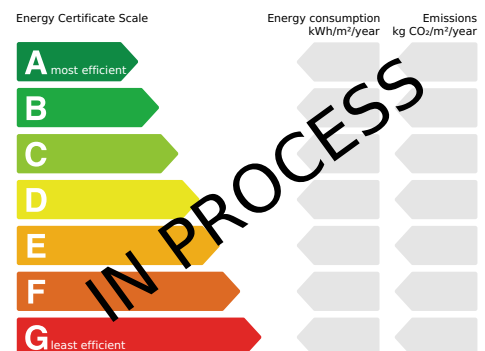 Energy Certificate Scale
Energy consumption
kWh/m²/year
Emissions
kg CO₂/m²/year
A most efficient
B
C
D
E
F
G least efficient
IN PROCESS